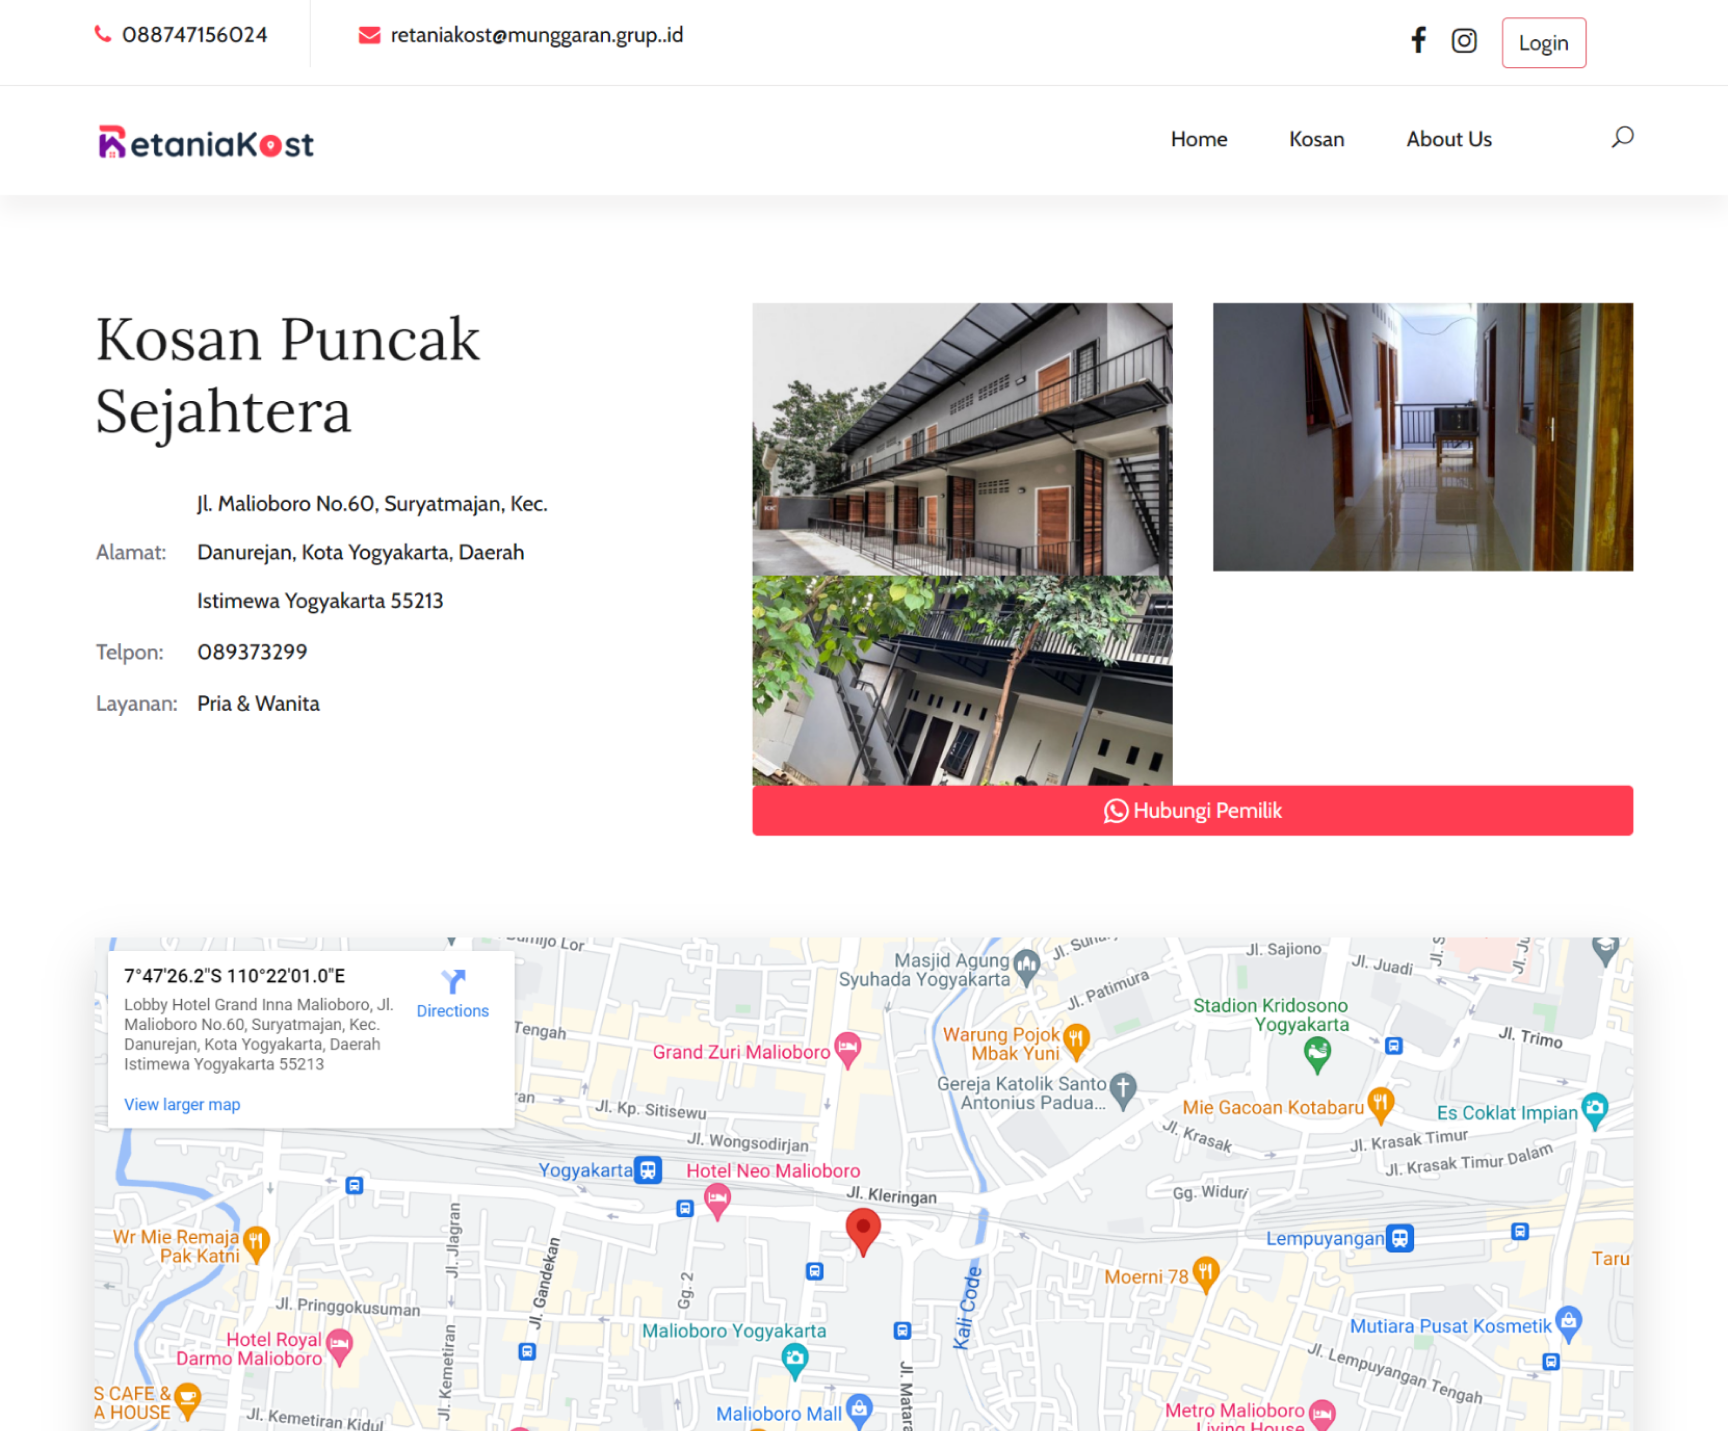 088747156024
retaniakost@munggaran.grup..id
Login
RetaniaKost
Home
Kosan
About Us
Kosan Puncak
Sejahtera
Alamat:
Jl. Malioboro No.60, Suryatmajan, Kec.
Danurejan, Kota Yogyakarta, Daerah
Istimewa Yogyakarta 55213
Telpon: 089373299
Layanan: Pria & Wanita
Hubungi Pemilik
7°47'26.2"S 110°22'01.0"E
Lobby Hotel Grand Inna Malioboro, Jl.
Malioboro No.60, Suryatmajan, Kec.
Danurejan, Kota Yogyakarta, Daerah
Istimewa Yogyakarta 55213
Directions
View larger map
Masjid Agung
Syuhada Yogyakarta
Jl. Sajiono
Jl. Juadi
Jl. Patimura
Stadion Kridosono
Yogyakarta
Jl. Trimo
Tengah
Grand Zuri Malioboro
Warung Pojok
Mbak Yuni
Gereja Katolik Santo
Antonius Padua...
Mie Gacoan Kotabaru
Es Coklat Impian
Jl. Kp. Sitisewu
Jl. Wongsodirjan
Jl. Krasak
Jl. Krasak Timur
Jl. Krasak Timur Dalam
Yogyakarta
Hotel Neo Malioboro
Jl. Kleringan
Gg. Widuri
Wr Mie Remaja
Pak Katni
Jl. Jlagran
Jl. Gandekan
Gg. 2
Kali Code
Lempuyangan
Taru
Moerni 78
Jl. Pringgokusuman
Malioboro Yogyakarta
Mutiara Pusat Kosmetik
Hotel Royal
Darmo Malioboro
Jl. Kemetiran
Jl. Lempuyangan Tengah
S CAFE &
A HOUSE
Jl. Kemetiran Kidul
Malioboro Mall
Jl. Matara
Metro Malioboro
Living House